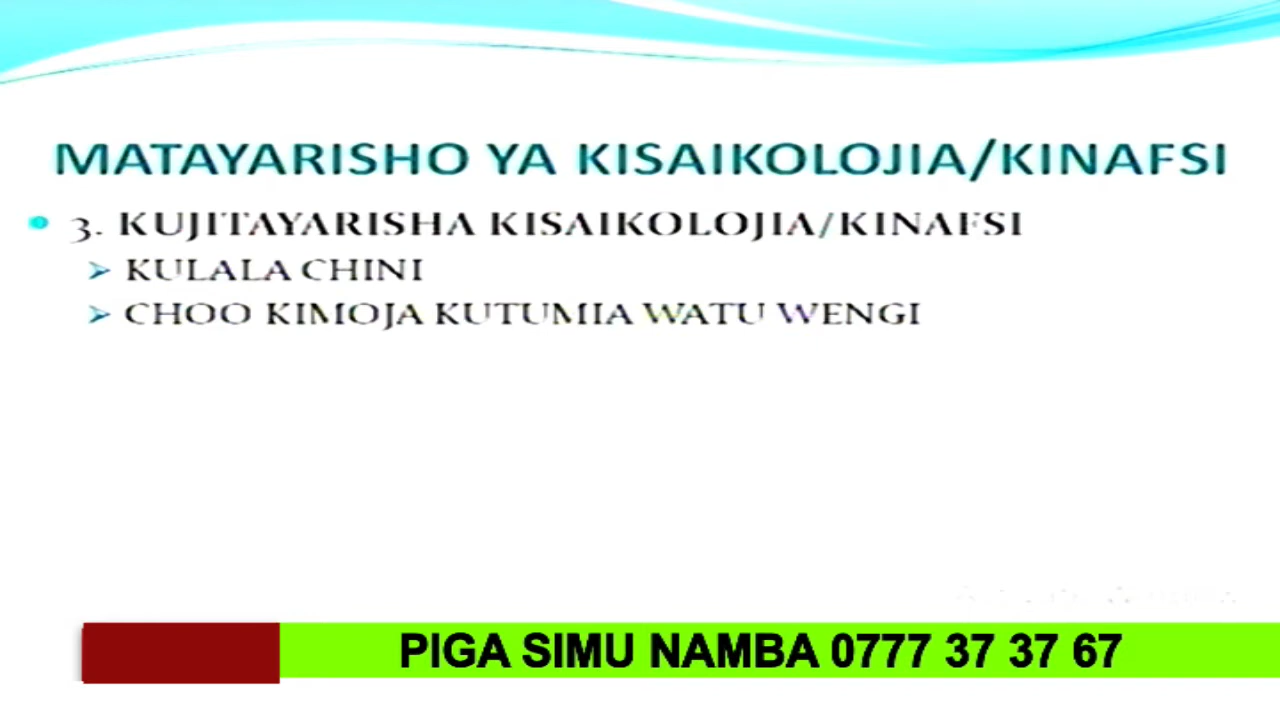 MATAYARISHO YA KISAIKOLOJIA/KINAFSI
3. KUJITAYARISHA KISAIKOLOJIA/KINAFSI
KULALA CHINI
CHOO KIMOJA KUTUMIA WATU WENGI
PIGA SIMU NAMBA 0777 37 37 67